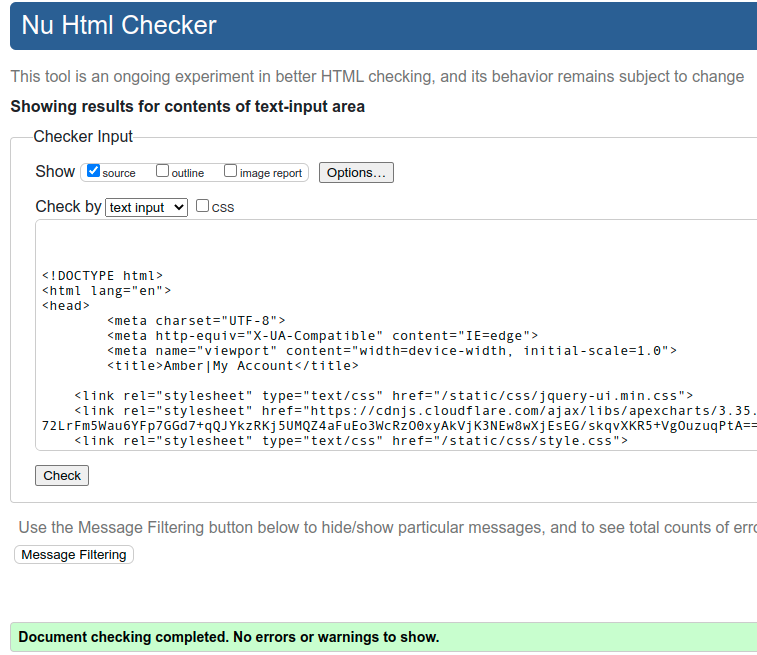 Nu Html Checker
This tool is an ongoing experiment in better HTML checking, and its behavior remains subject to change
Showing results for contents of text-input area
Checker Input
Show source outline image report Options...
Check by text input CSS
<!DOCTYPE html>
<html lang="en">
<head>
<meta charset="UTF-8">
<meta http-equiv="X-UA-Compatible" content="IE=edge">
<meta name="viewport" content="width=device-width, initial-scale=1.0">
<title>Amber|My Account</title>
<link rel="stylesheet" type="text/css" href="/static/css/jquery-ui.min.css">
<link rel="stylesheet" href="https://cdnjs.cloudflare.com/ajax/libs/apexcharts/3.35.
72LrFm5Wau6YFp7GGd7+qQJYkzRKj5UMQZ4aFuEo3WcRzO0xyAkVjK3NEw8wXjEsEG/skqvXKR5+VgOuzuqPtA==
<link rel="stylesheet" type="text/css" href="/static/css/style.css">
Check
Use the Message Filtering button below to hide/show particular messages, and to see total counts of erro
Message Filtering
Document checking completed. No errors or warnings to show.